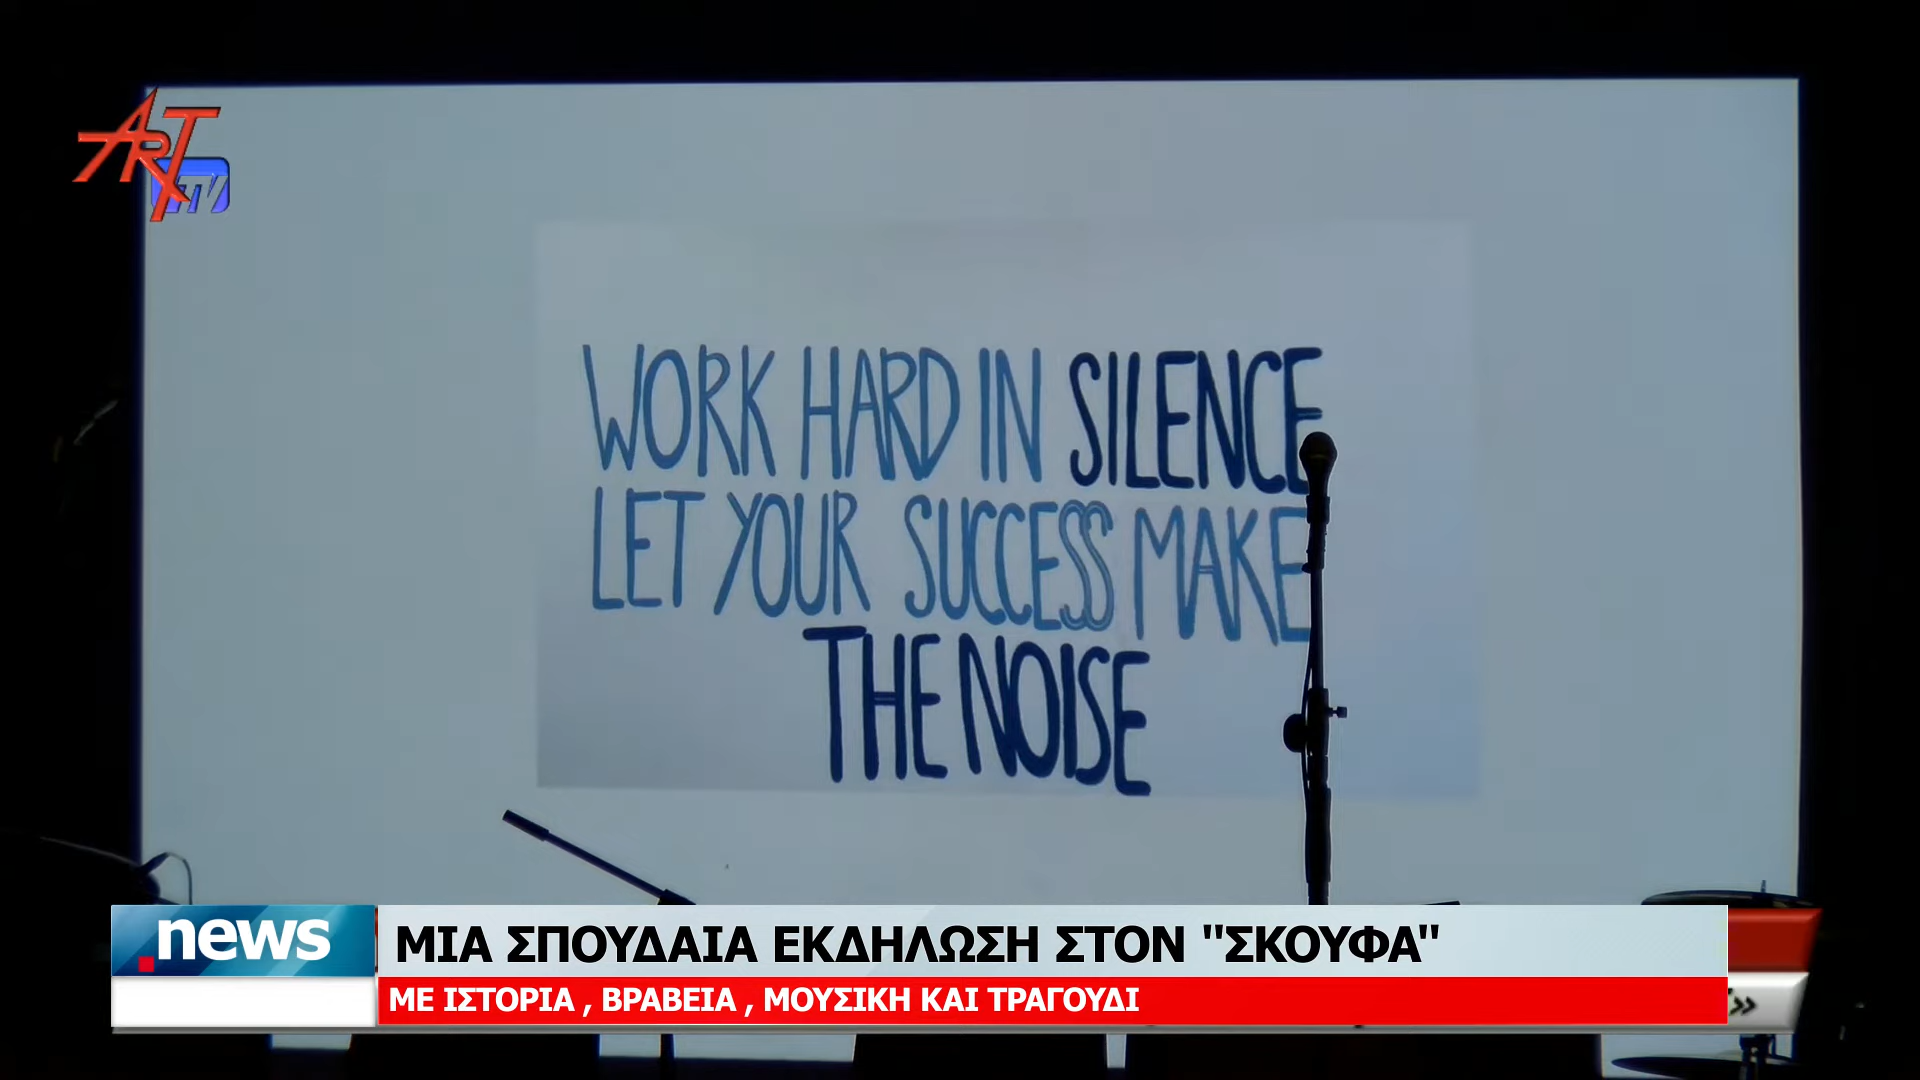 ART
TV
WORK HARD IN SILENCE
LET YOUR SUCCESS MAKE
THE NOISE
.news
ΜΙΑ ΣΠΟΥΔΑΙΑ ΕΚΔΗΛΩΣΗ ΣΤΟΝ "ΣΚΟΥΦΑ"
ΜΕ ΙΣΤΟΡΙΑ , ΒΡΑΒΕΙΑ , ΜΟΥΣΙΚΗ ΚΑΙ ΤΡΑΓΟΥΔΙ